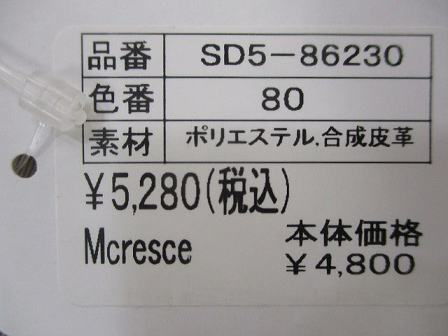 品番 SD5-86230
色番 80
素材 ポリエステル.合成皮革
¥5,280(税込)
Mcresce 本体価格
¥4,800